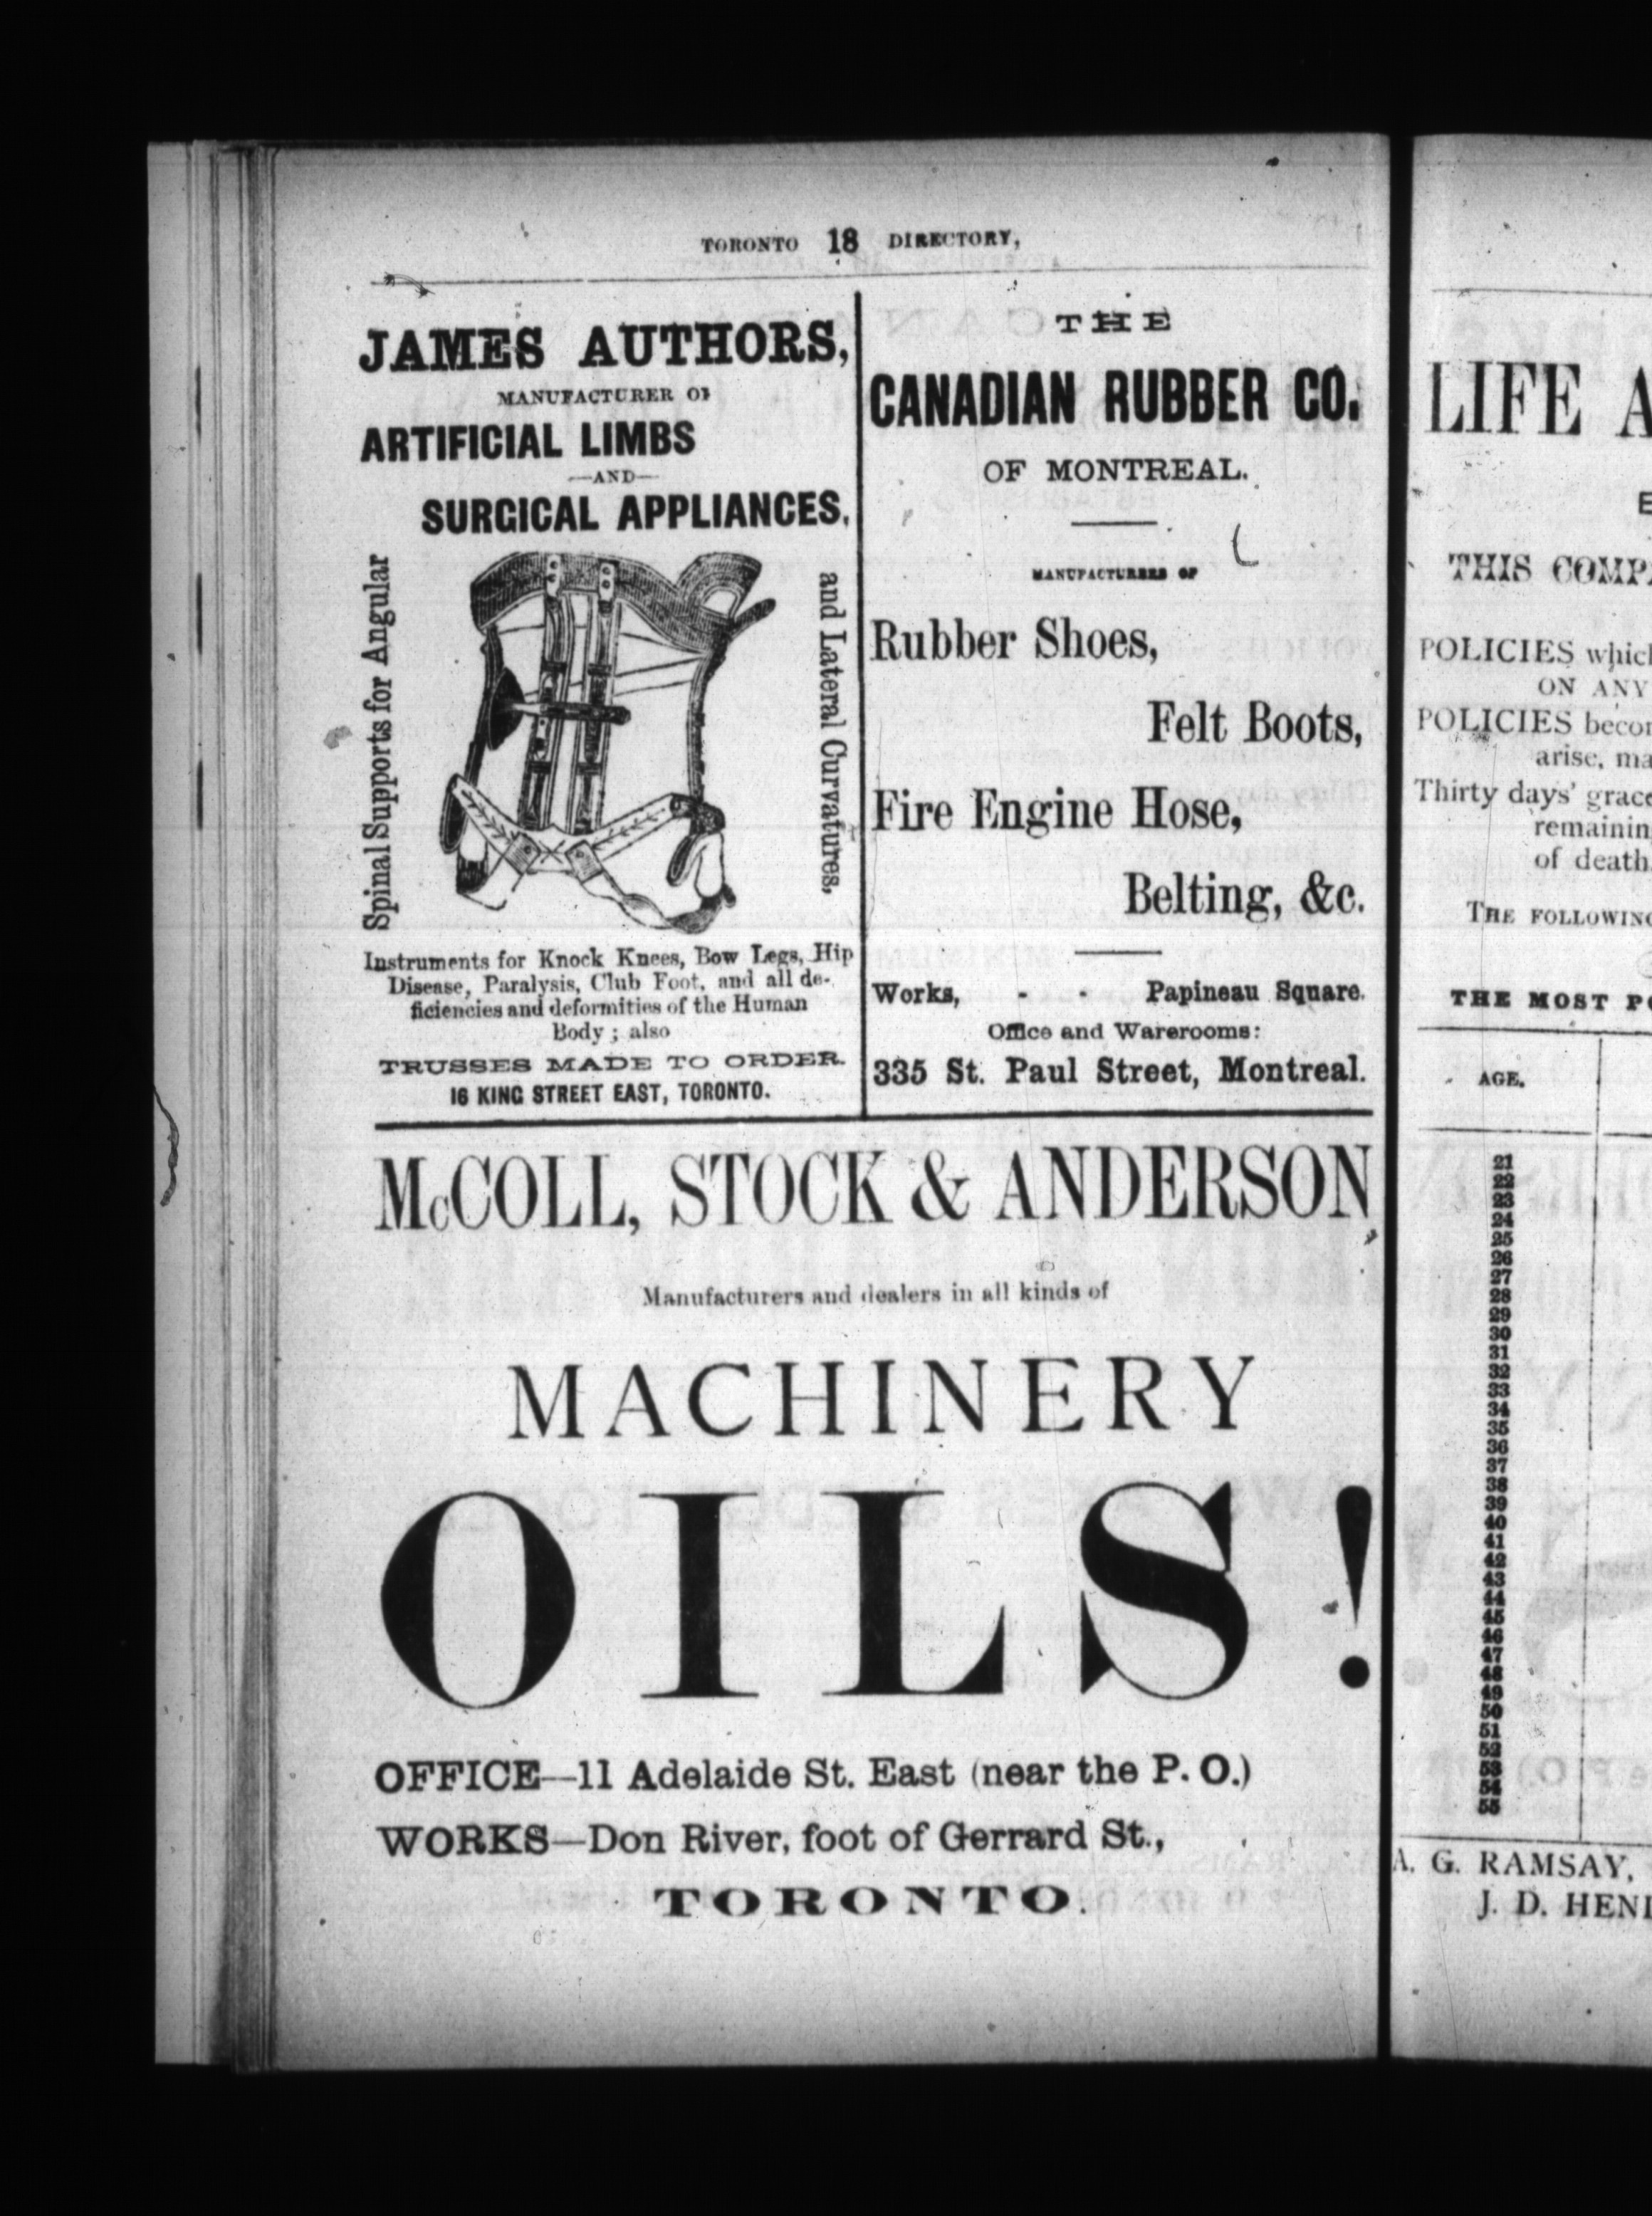 TORONTO 18 DIRECTORY,
JAMES AUTHORS,
MANUFACTURER OF
ARTIFICIAL LIMBS
—AND—
SURGICAL APPLIANCES,
Spinal Supports for Angular
and Lateral Curvatures,
Instruments for Knock Knees, Bow Legs, Hip
Disease, Paralysis, Club Foot, and all de-
ficiencies and deformities of the Human
Body ; also
TRUSSES MADE TO ORDER.
16 KING STREET EAST, TORONTO.
THE
CANADIAN RUBBER CO.
OF MONTREAL.
MANUFACTURERS OF
Rubber Shoes,
Felt Boots,
Fire Engine Hose,
Belting, &c.
Works, - - Papineau Square.
Office and Warerooms:
335 St. Paul Street, Montreal.
McCOLL, STOCK & ANDERSON,
Manufacturers and dealers in all kinds of
MACHINERY
OILS!
OFFICE—11 Adelaide St. East (near the P. O.)
WORKS—Don River, foot of Gerrard St.,
TORONTO.
LIFE A
E
THIS COMP
POLICIES which
ON ANY
POLICIES becom
arise, ma
Thirty days' grace
remaining
of death.
THE FOLLOWING
THE MOST PO
AGE.
21
22
23
24
25
26
27
28
29
30
31
32
33
34
35
36
37
38
39
40
41
42
43
44
45
46
47
48
49
50
51
52
53
54
55
A. G. RAMSAY,
J. D. HEN